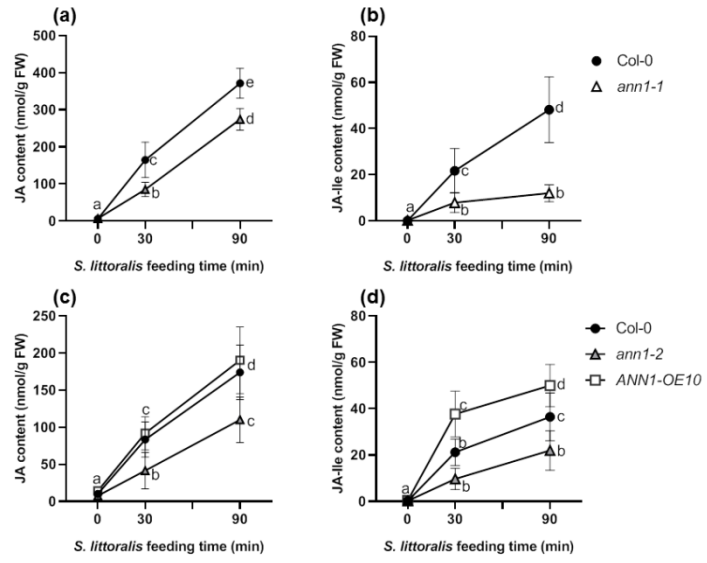 (a)
JA content (nmol/g FW)
500
400
300
200
100
0
a
c
b
e
d
0 30 90
S. littoralis feeding time (min)
(b)
JA-Ile content (nmol/g FW)
80
60
40
20
0
a
c
b
d
b
0 30 90
S. littoralis feeding time (min)
Col-0
ann1-1
(c)
JA content (nmol/g FW)
250
200
150
100
50
0
a
c
b
d
c
0 30 90
S. littoralis feeding time (min)
(d)
JA-Ile content (nmol/g FW)
80
60
40
20
0
a
c
b
b
d
c
b
0 30 90
S. littoralis feeding time (min)
Col-0
ann1-2
ANN1-OE10